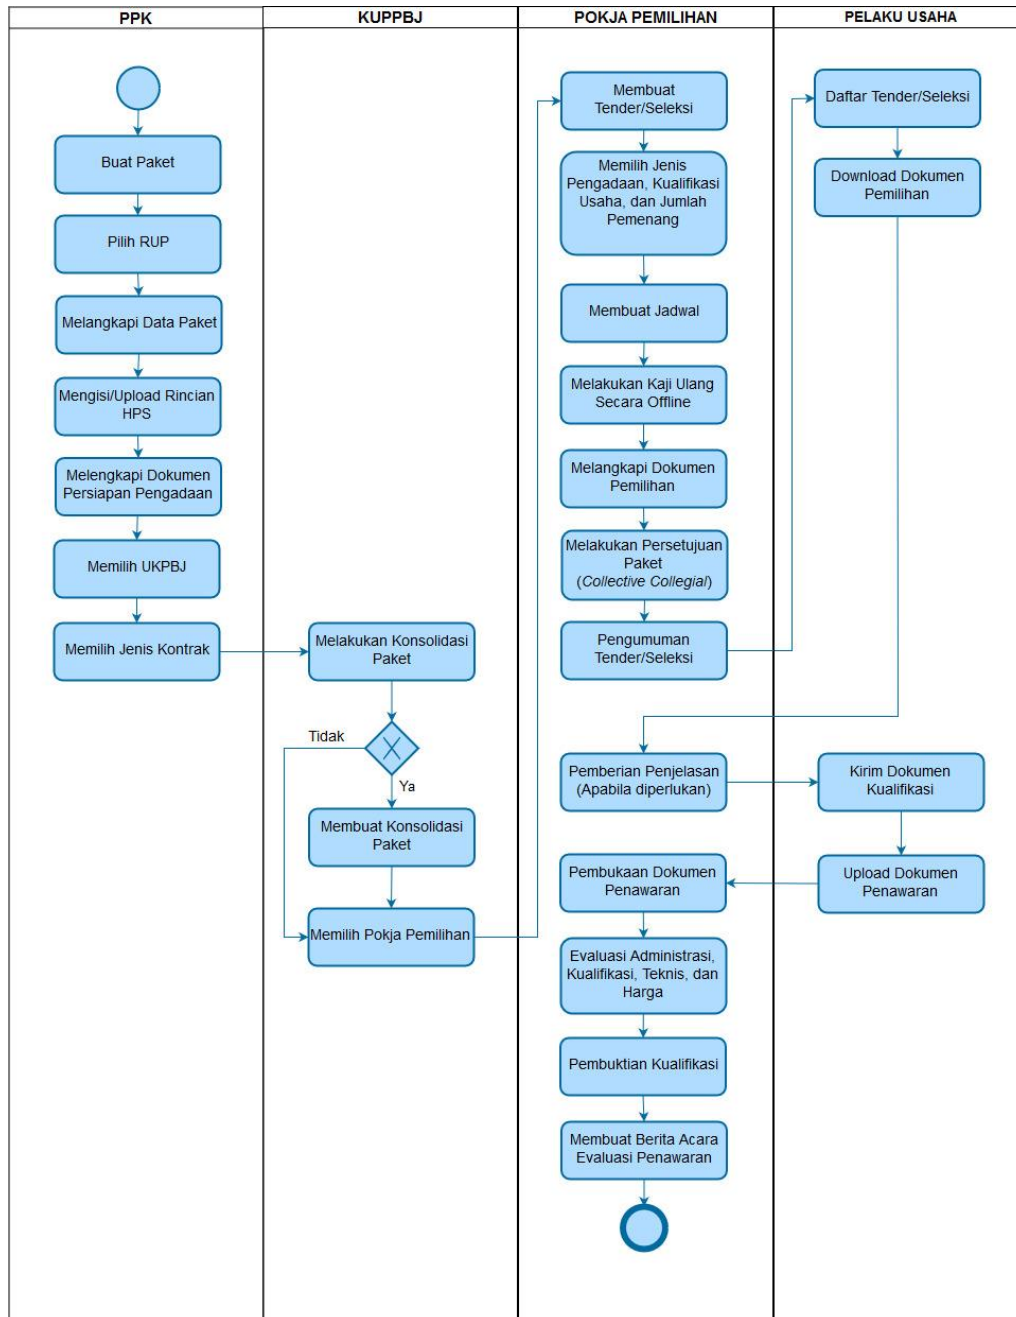 PPK
KUPPBJ
POKJA PEMILIHAN
PELAKU USAHA
Buat Paket
Pilih RUP
Melangkapi Data Paket
Mengisi/Upload Rincian
HPS
Melengkapi Dokumen
Persiapan Pengadaan
Memilih UKPBJ
Memilih Jenis Kontrak
Melakukan Konsolidasi
Paket
Tidak
Ya
Membuat Konsolidasi
Paket
Memilih Pokja Pemilihan
Membuat
Tender/Seleksi
Memilih Jenis
Pengadaan, Kualifikasi
Usaha, dan Jumlah
Pemenang
Membuat Jadwal
Melakukan Kaji Ulang
Secara Offline
Melangkapi Dokumen
Pemilihan
Melakukan Persetujuan
Paket
(Collective Collegial)
Pengumuman
Tender/Seleksi
Daftar Tender/Seleksi
Download Dokumen
Pemilihan
Pemberian Penjelasan
(Apabila diperlukan)
Kirim Dokumen
Kualifikasi
Upload Dokumen
Penawaran
Pembukaan Dokumen
Penawaran
Evaluasi Administrasi,
Kualifikasi, Teknis, dan
Harga
Pembuktian Kualifikasi
Membuat Berita Acara
Evaluasi Penawaran